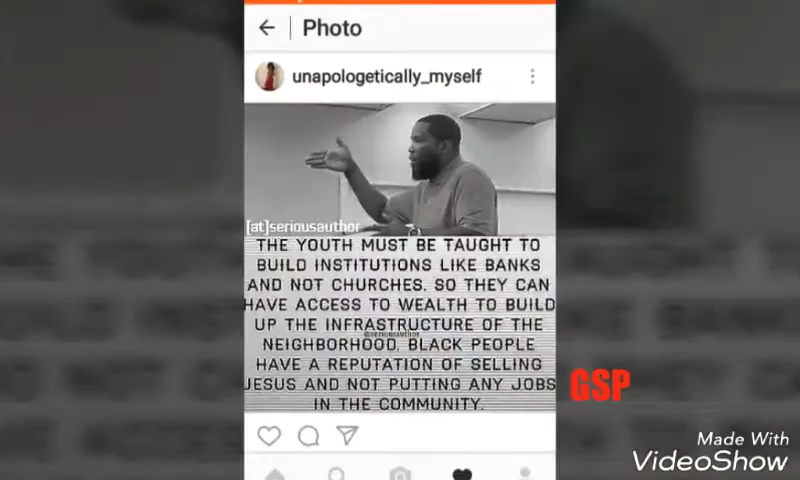 Photo
unapologetically_myself
[at]seriousauthor
THE YOUTH MUST BE TAUGHT TO
BUILD INSTITUTIONS LIKE BANKS
AND NOT CHURCHES. SO THEY CAN
HAVE ACCESS TO WEALTH TO BUILD
UP THE INFRASTRUCTURE OF THE
@seriousauthor
NEIGHBORHOOD. BLACK PEOPLE
HAVE A REPUTATION OF SELLING
JESUS AND NOT PUTTING ANY JOBS
IN THE COMMUNITY.
GSP
Made With
VideoShow